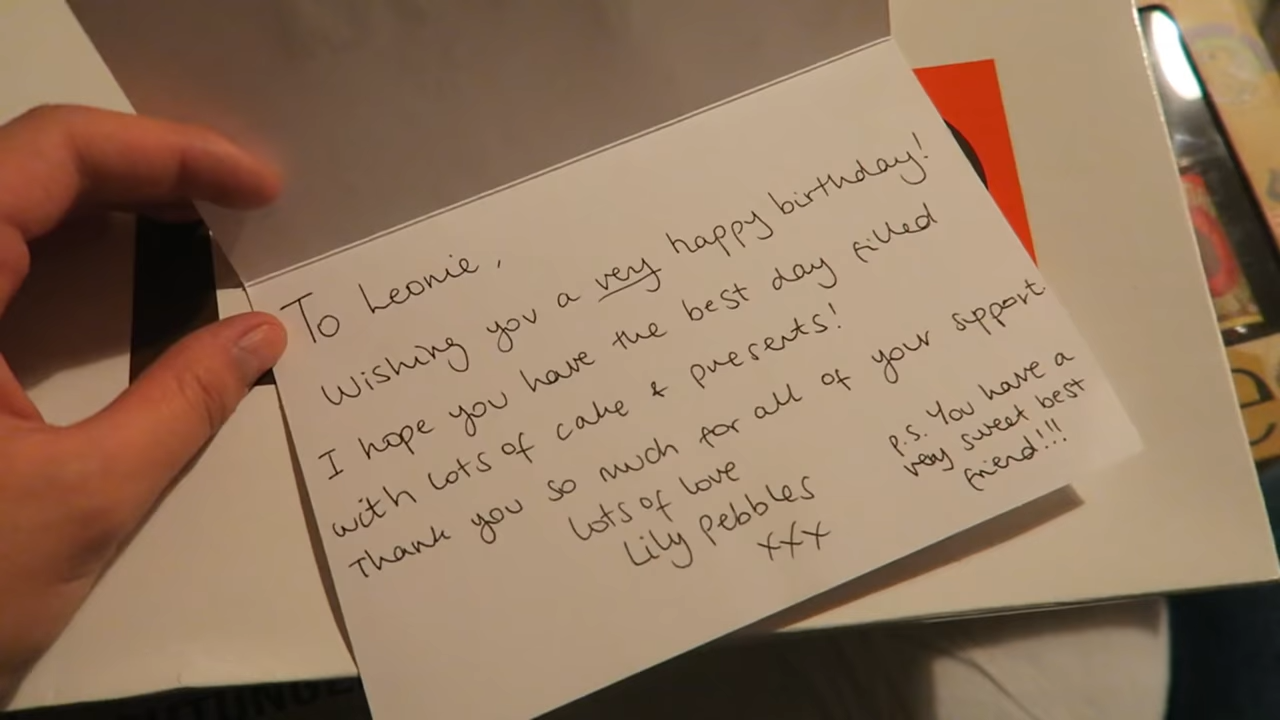 To Leonie,
Wishing you a very happy birthday!
I hope you have the best day filled
with lots of cake & presents!
Thank you so much for all of your support.
lots of love
Lily Pebbles
xxx
p.s. You have a
very sweet best
friend!!!